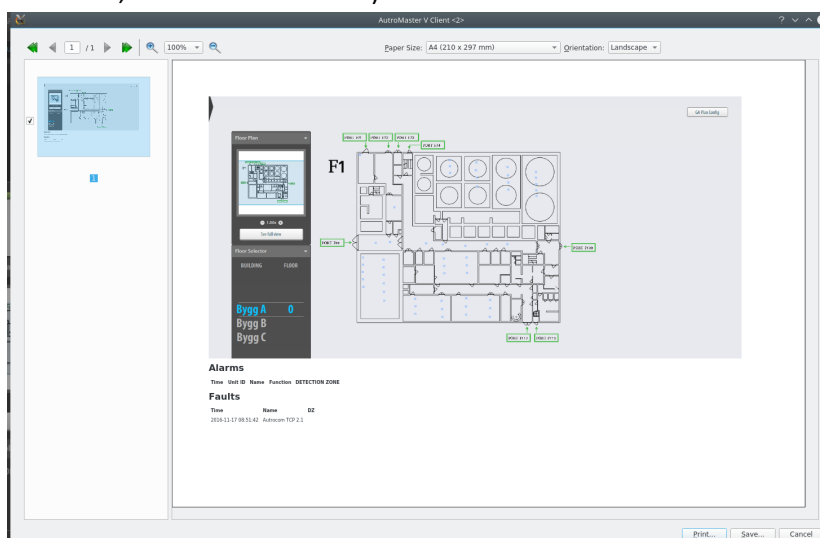 AutroMaster V Client <2>
1 / 1
100%
Paper Size: A4 (210 x 297 mm)
Orientation: Landscape
1
Floor Plan
See full view
Floor Selector
BUILDING FLOOR
Bygg A 0
Bygg B
Bygg C
F1
Alarms
Time Unit ID Name Function DETECTION ZONE
Faults
Time Name DZ
2016-11-17 08:51:42 Autrocom TCP 2.1
Print... Save... Cancel